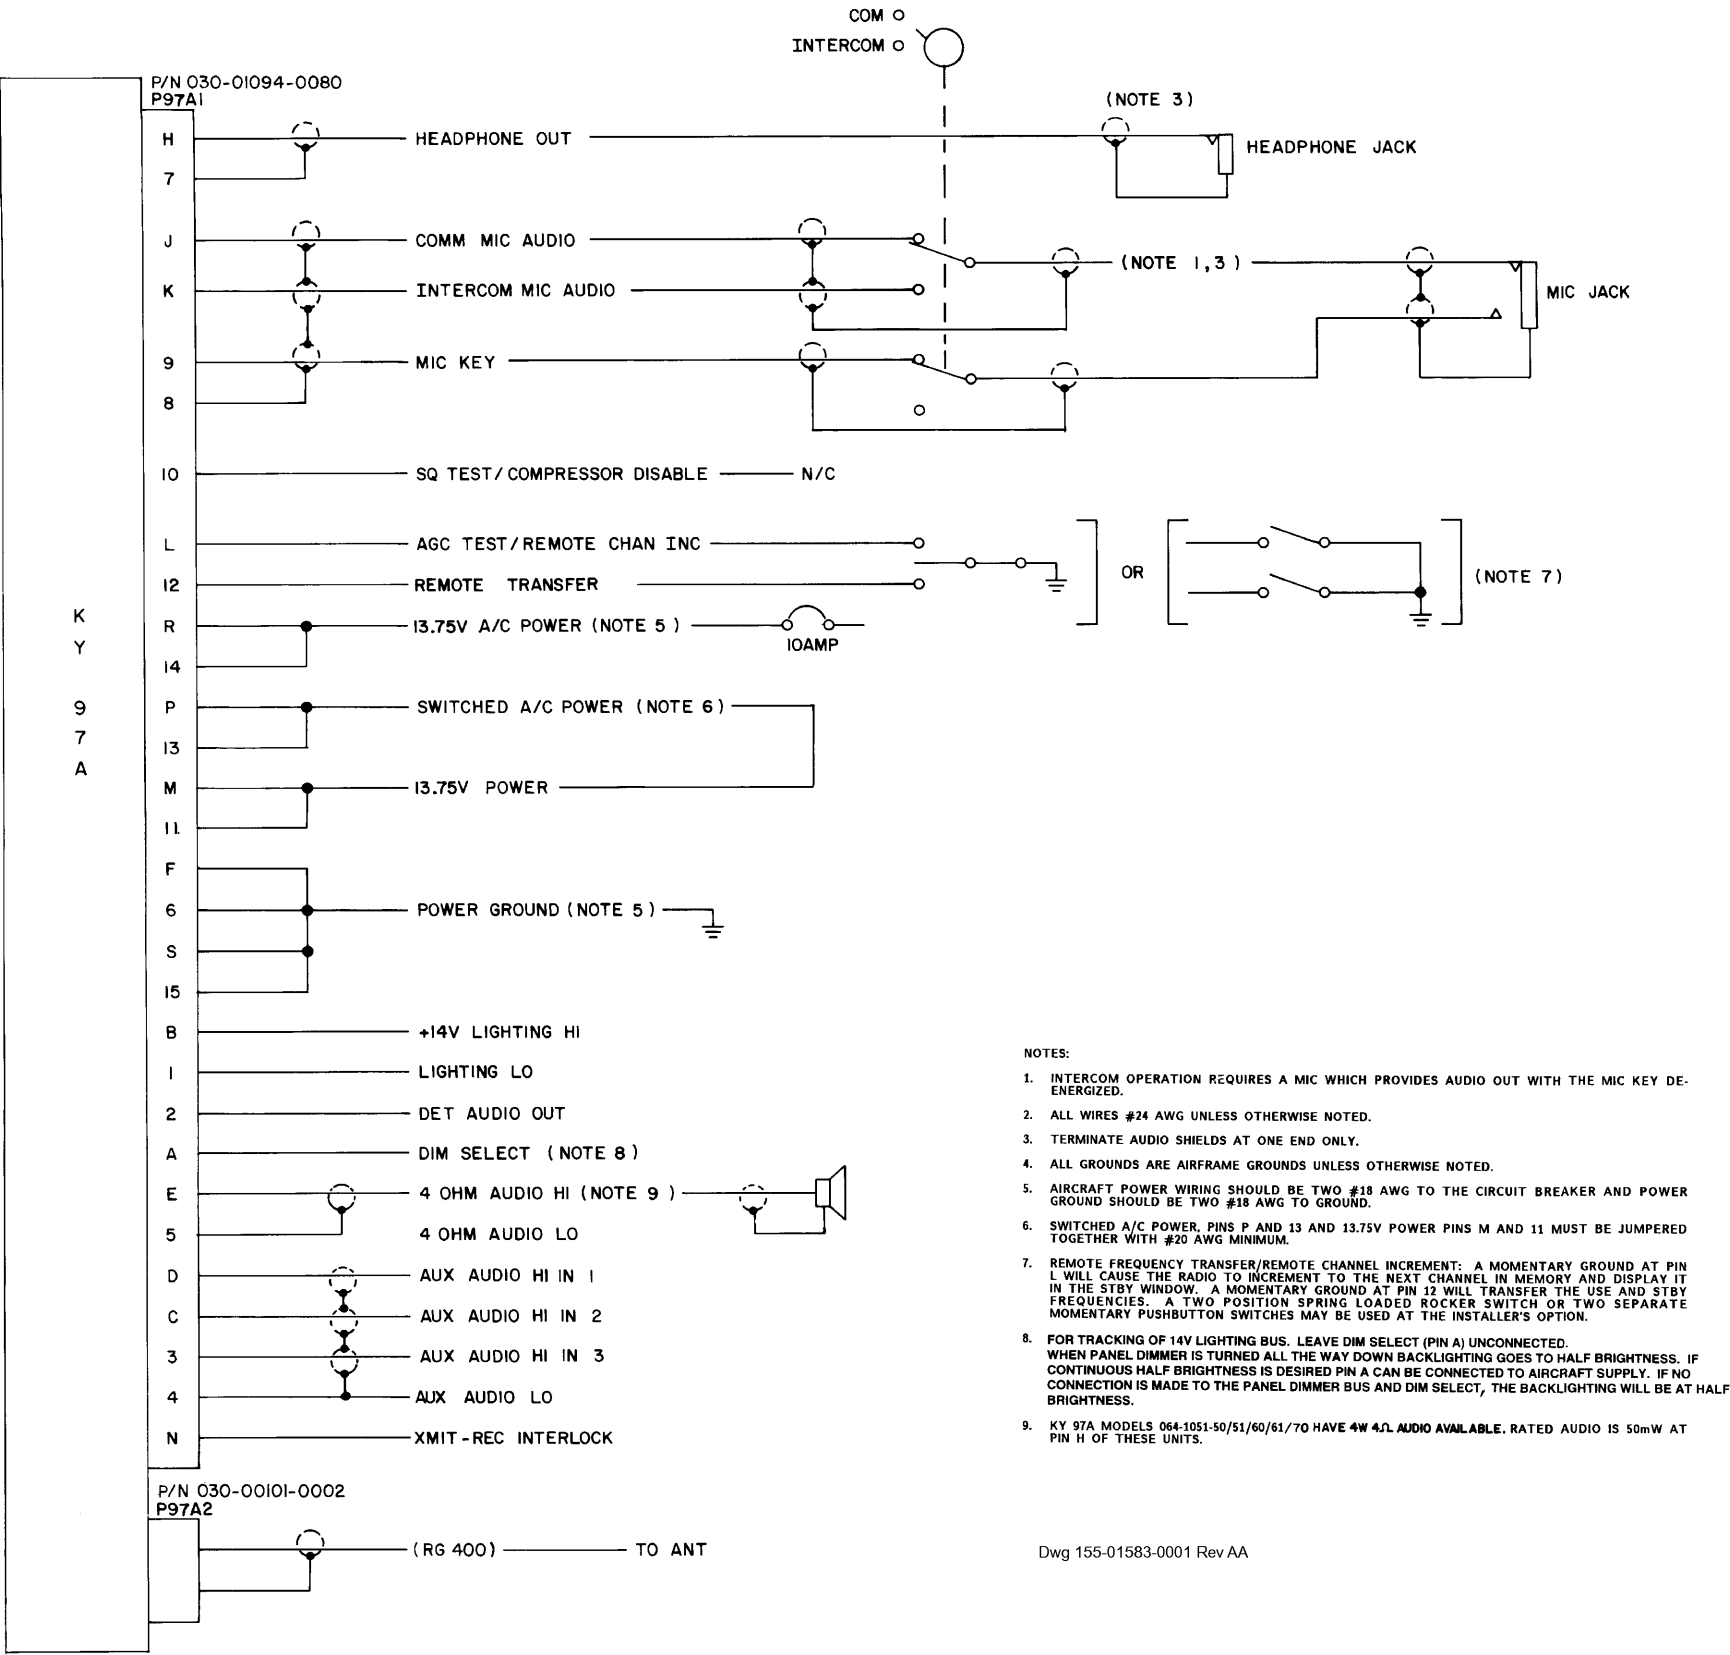 COM
INTERCOM
P/N 030-01094-0080
P97A1
(NOTE 3)
H HEADPHONE OUT HEADPHONE JACK
7
J COMM MIC AUDIO
(NOTE 1,3)
K INTERCOM MIC AUDIO MIC JACK
9 MIC KEY
8
10 SQ TEST/COMPRESSOR DISABLE N/C
L AGC TEST/REMOTE CHAN INC
OR (NOTE 7)
12 REMOTE TRANSFER
R 13.75V A/C POWER (NOTE 5)
10AMP
14
P SWITCHED A/C POWER (NOTE 6)
13
M 13.75V POWER
11
KY 97A
F
6 POWER GROUND (NOTE 5)
S
15
B +14V LIGHTING HI
1 LIGHTING LO
2 DET AUDIO OUT
A DIM SELECT (NOTE 8)
E 4 OHM AUDIO HI (NOTE 9)
5 4 OHM AUDIO LO
D AUX AUDIO HI IN 1
C AUX AUDIO HI IN 2
3 AUX AUDIO HI IN 3
4 AUX AUDIO LO
N XMIT-REC INTERLOCK
P/N 030-00101-0002
P97A2
(RG 400) TO ANT
NOTES:
1. INTERCOM OPERATION REQUIRES A MIC WHICH PROVIDES AUDIO OUT WITH THE MIC KEY DE-
ENERGIZED.
2. ALL WIRES #24 AWG UNLESS OTHERWISE NOTED.
3. TERMINATE AUDIO SHIELDS AT ONE END ONLY.
4. ALL GROUNDS ARE AIRFRAME GROUNDS UNLESS OTHERWISE NOTED.
5. AIRCRAFT POWER WIRING SHOULD BE TWO #18 AWG TO THE CIRCUIT BREAKER AND POWER
GROUND SHOULD BE TWO #18 AWG TO GROUND.
6. SWITCHED A/C POWER, PINS P AND 13 AND 13.75V POWER PINS M AND 11 MUST BE JUMPERED
TOGETHER WITH #20 AWG MINIMUM.
7. REMOTE FREQUENCY TRANSFER/REMOTE CHANNEL INCREMENT: A MOMENTARY GROUND AT PIN
L WILL CAUSE THE RADIO TO INCREMENT TO THE NEXT CHANNEL IN MEMORY AND DISPLAY IT
IN THE STBY WINDOW. A MOMENTARY GROUND AT PIN 12 WILL TRANSFER THE USE AND STBY
FREQUENCIES. A TWO POSITION SPRING LOADED ROCKER SWITCH OR TWO SEPARATE
MOMENTARY PUSHBUTTON SWITCHES MAY BE USED AT THE INSTALLER'S OPTION.
8. FOR TRACKING OF 14V LIGHTING BUS. LEAVE DIM SELECT (PIN A) UNCONNECTED.
WHEN PANEL DIMMER IS TURNED ALL THE WAY DOWN BACKLIGHTING GOES TO HALF BRIGHTNESS. IF
CONTINUOUS HALF BRIGHTNESS IS DESIRED PIN A CAN BE CONNECTED TO AIRCRAFT SUPPLY. IF NO
CONNECTION IS MADE TO THE PANEL DIMMER BUS AND DIM SELECT, THE BACKLIGHTING WILL BE AT HALF
BRIGHTNESS.
9. KY 97A MODELS 064-1051-50/51/60/61/70 HAVE 4W 4Ω AUDIO AVAILABLE. RATED AUDIO IS 50mW AT
PIN H OF THESE UNITS.
Dwg 155-01583-0001 Rev AA